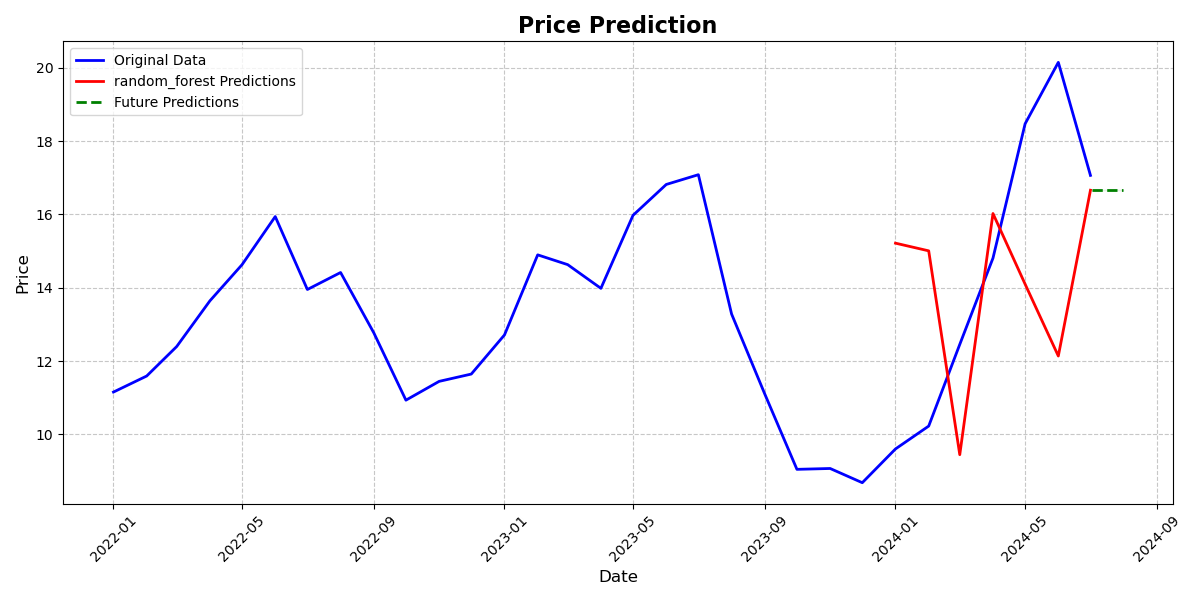 Price Prediction
Original Data
random_forest Predictions
Future Predictions
Price
20
18
16
14
12
10
2022-01
2022-05
2022-09
2023-01
2023-05
2023-09
2024-01
2024-05
2024-09
Date